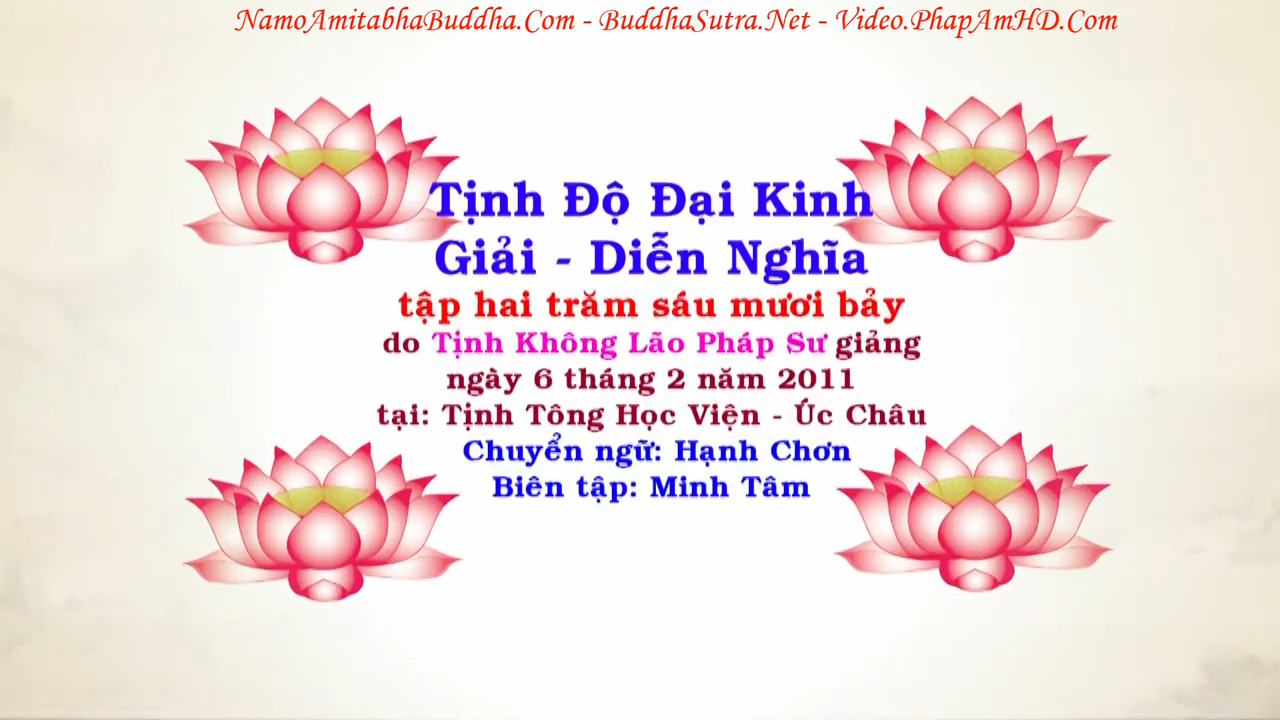 NamoAmitabhaBuddha.Com - BuddhaSutra.Net - Video.PhapAmHD.Com
Tịnh Độ Đại Kinh
Giải - Diễn Nghĩa
tập hai trăm sáu mươi bảy
do Tịnh Không Lão Pháp Sư giảng
ngày 6 tháng 2 năm 2011
tại: Tịnh Tông Học Viện - Úc Châu
Chuyển ngữ: Hạnh Chơn
Biên tập: Minh Tâm